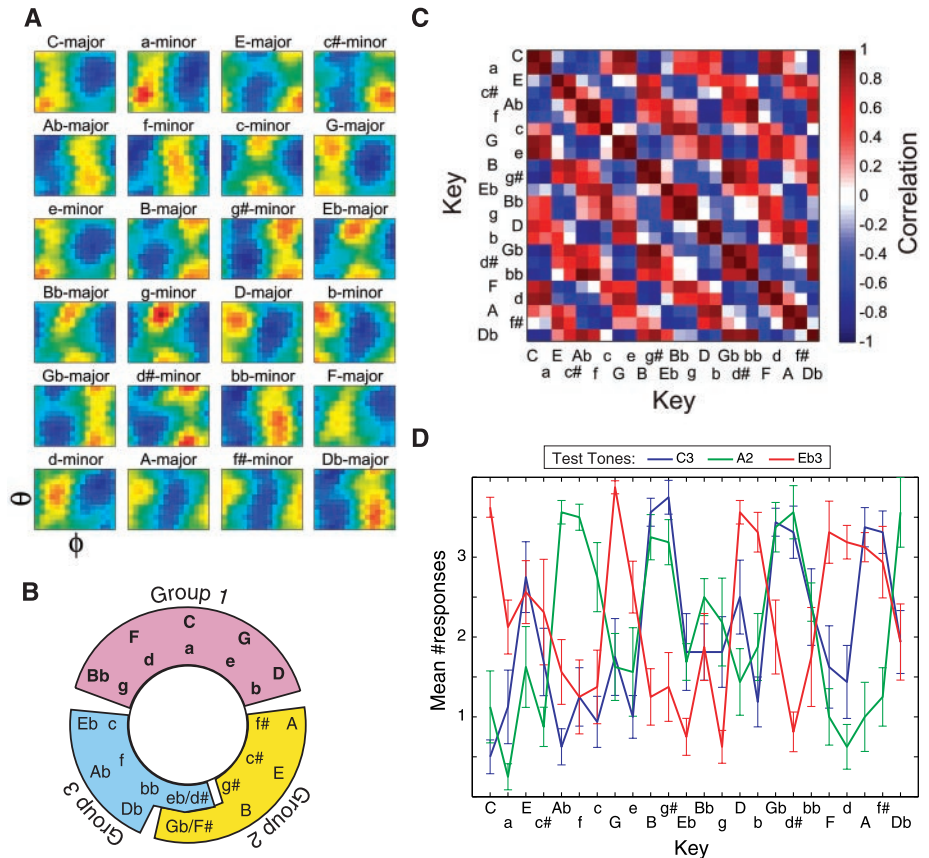 A
C-major a-minor E-major c#-minor
Ab-major f-minor c-minor G-major
e-minor B-major g#-minor Eb-major
Bb-major g-minor D-major b-minor
Gb-major d#-minor bb-minor F-major
d-minor A-major f#-minor Db-major
θ
ϕ
B
Group 1
C
F G
a
d e
Bb D
g b
Eb c f# A
f c#
Ab E
bb g#
eb/d#
Db B
Gb/F#
Group 3
Group 2
C
Key
C
a
E
c#
Ab
f
c
G
e
B
g#
Eb
Bb
g
D
b
Gb
d#
bb
F
d
A
f#
Db
C E Ab c e g# Bb D Gb bb d f#
a c# f G B Eb g b d# F A Db
Key
1
0.8
0.6
0.4
0.2
0
-0.2
-0.4
-0.6
-0.8
-1
Correlation
D
Test Tones: C3 A2 Eb3
Mean #responses
3
2
1
C E Ab c e g# Bb D Gb bb d f#
a c# f G B Eb g b d# F A Db
Key